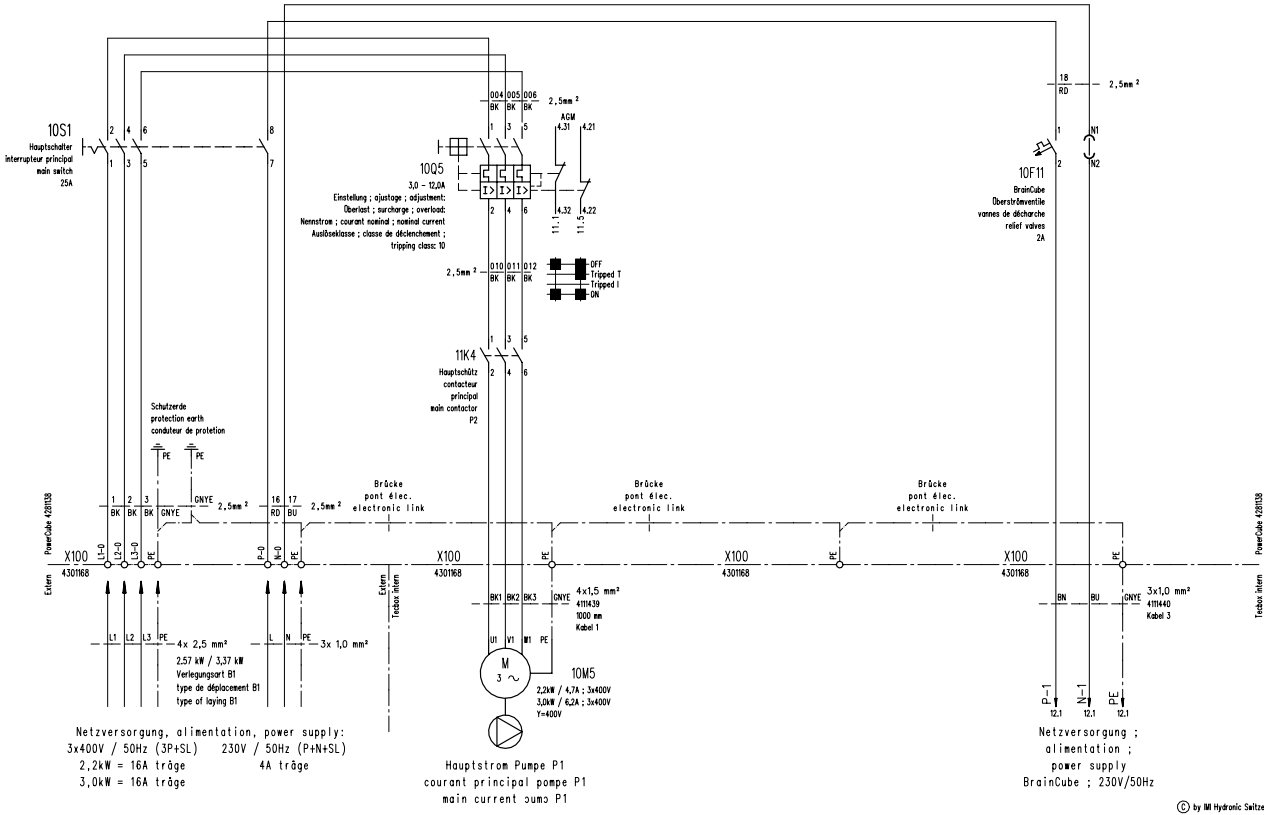 004 005 006
BK BK BK
2,5mm²
18
RD
2,5mm²
10S1
Hauptschalter
interrupteur principal
main switch
25A
2 4 6 8
1 3 5 7
1 3 5
AGM
4.31 4.21
10Q5
3,0 – 12,0A
Einstellung ; ajustage ; adjustment:
Überlast ; surcharge ; overload:
Nennstrom ; courant nominal ; nominal current
Auslöseklasse ; classe de déclenchement ;
tripping class: 10
I> I> I>
2 4 6
4.32 4.22
11.1 11.5
1 N1
2 N2
10F11
BrainCube
Überströmventile
vannes de décharche
relief valves
2A
2,5mm²
010 011 012
BK BK BK
OFF
Tripped T
Tripped I
ON
1 3 5
11K4
2 4 6
Hauptschütz
contacteur
principal
main contactor
P2
Schutzerde
protection earth
conduteur de protetion
PE PE
1 2 3 GNYE 2,5mm²
BK BK BK GNYE
16 17 2,5mm²
RD BU
Brücke
pont élec.
electronic link
Brücke
pont élec.
electronic link
Brücke
pont élec.
electronic link
PowerCube 4281138
Extern
X100
4301168
L1-0 L2-0 L3-0 PE
P-0 N-0 PE
Extern
Tecbox intern
X100
4301168
PE
X100
4301168
PE
X100
4301168
PE
PowerCube 4281138
Tecbox intern
BK1 BK2 BK3 GNYE
4x1,5 mm²
4111439
1000 mm
Kabel 1
BN BU GNYE
3x1,0 mm²
4111440
Kabel 3
L1 L2 L3 PE
4x 2,5 mm²
2.57 kW / 3,37 kW
Verlegungsart B1
type de déplacement B1
type of laying B1
L N PE
3x 1,0 mm²
U1 V1 W1 PE
M
3 ~
10M5
2,2kW / 4,7A ; 3x400V
3,0kW / 6,2A ; 3x400V
Y=400V
P-1 N-1 PE
12.1 12.1 12.1
Netzversorgung, alimentation, power supply:
3x400V / 50Hz (3P+SL) 230V / 50Hz (P+N+SL)
2,2kW = 16A träge 4A träge
3,0kW = 16A träge
Hauptstrom Pumpe P1
courant principal pompe P1
main current pump P1
Netzversorgung ;
alimentation ;
power supply
BrainCube ; 230V/50Hz
© by IMI Hydronic Switze